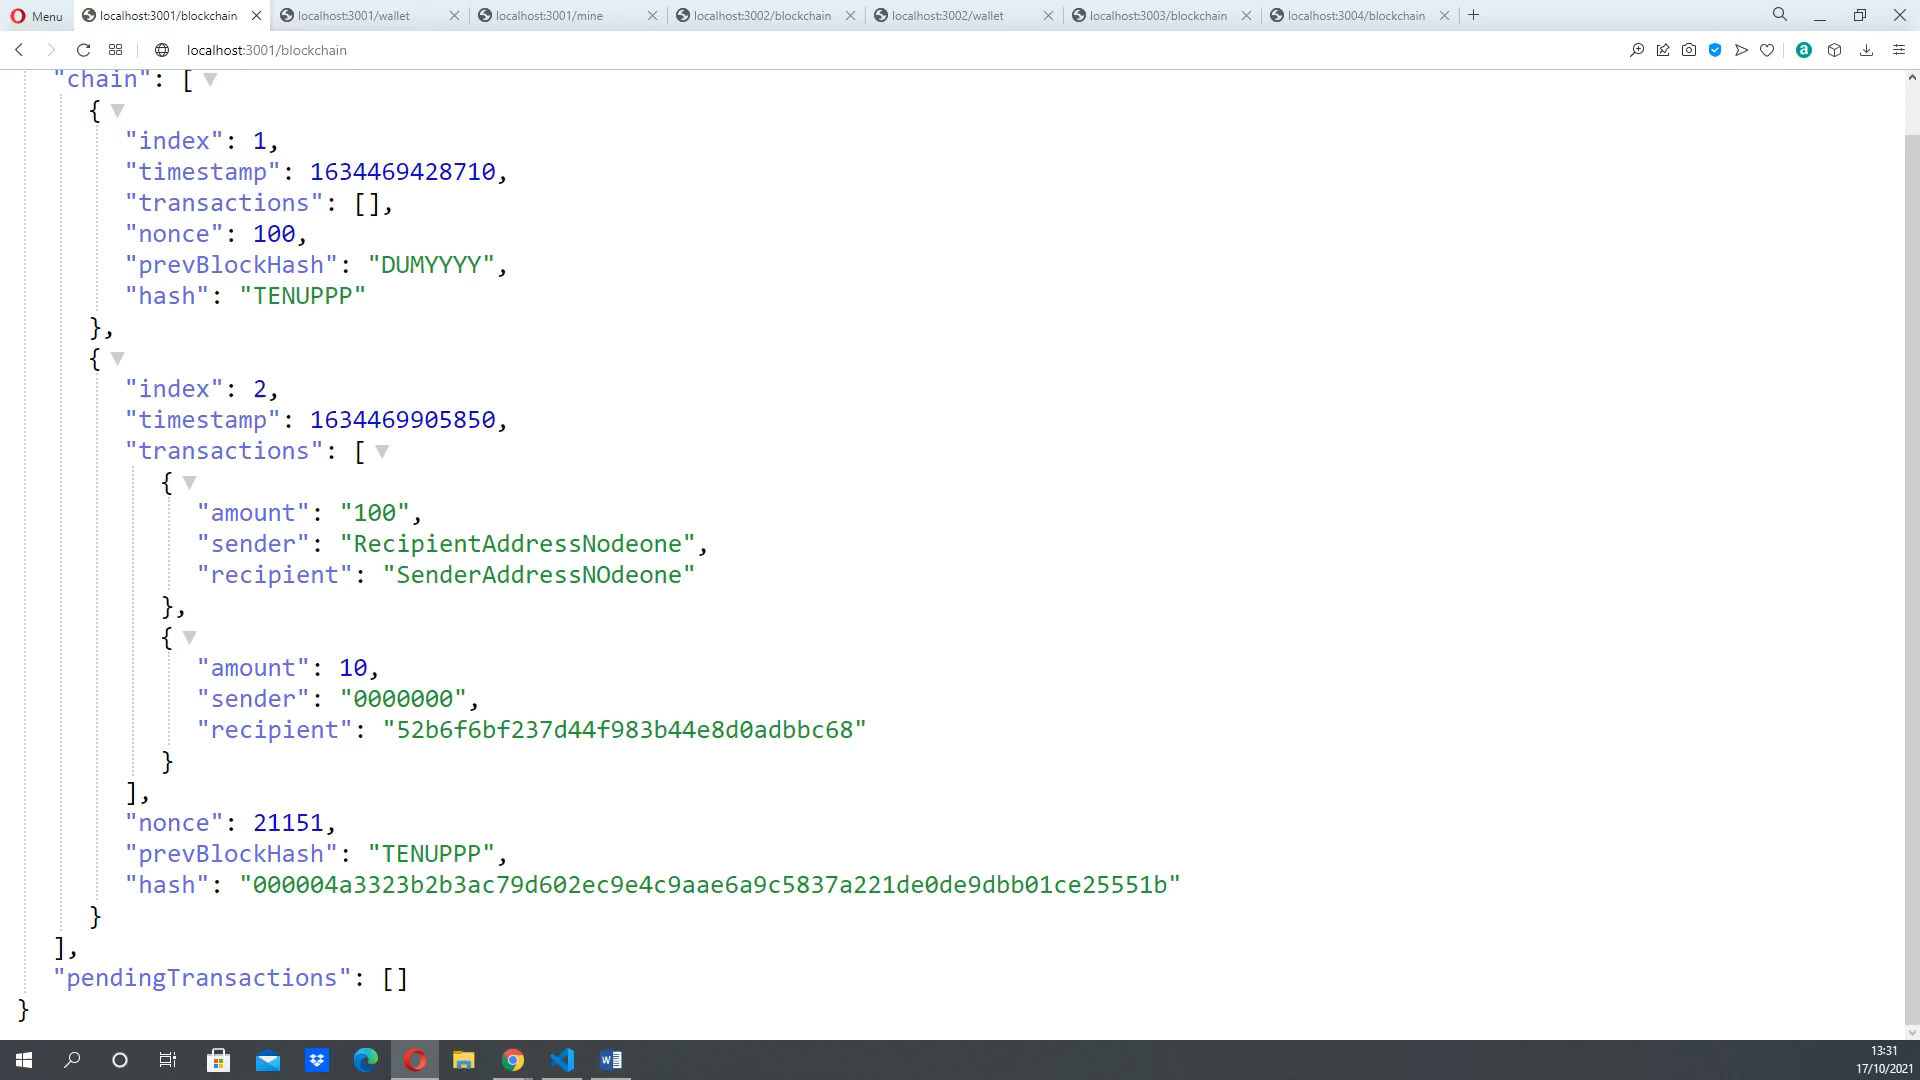 Menu
localhost:3001/blockchain
localhost:3001/wallet
localhost:3001/mine
localhost:3002/blockchain
localhost:3002/wallet
localhost:3003/blockchain
localhost:3004/blockchain
localhost:3001/blockchain
a
"chain": [
{
"index": 1,
"timestamp": 1634469428710,
"transactions": [],
"nonce": 100,
"prevBlockHash": "DUMYYYY",
"hash": "TENUPPP"
},
{
"index": 2,
"timestamp": 1634469905850,
"transactions": [
{
"amount": "100",
"sender": "RecipientAddressNodeone",
"recipient": "SenderAddressNOdeone"
},
{
"amount": 10,
"sender": "0000000",
"recipient": "52b6f6bf237d44f983b44e8d0adbbc68"
}
],
"nonce": 21151,
"prevBlockHash": "TENUPPP",
"hash": "000004a3323b2b3ac79d602ec9e4c9aae6a9c5837a221de0de9dbb01ce25551b"
}
],
"pendingTransactions": []
}
W
13:31
17/10/2021